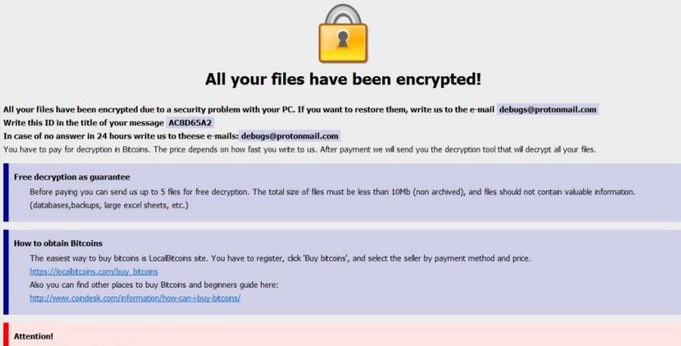 All your files have been encrypted!
All your files have been encrypted due to a security problem with your PC. If you want to restore them, write us to the e-mail debugs@protonmail.com
Write this ID in the title of your message AC8D65A2
In case of no answer in 24 hours write us to theese e-mails: debugs@protonmail.com
You have to pay for decryption in Bitcoins. The price depends on how fast you write to us. After payment we will send you the decryption tool that will decrypt all your files.
Free decryption as guarantee
Before paying you can send us up to 5 files for free decryption. The total size of files must be less than 10Mb (non archived), and files should not contain valuable information.
(databases,backups, large excel sheets, etc.)
How to obtain Bitcoins
The easiest way to buy bitcoins is LocalBitcoins site. You have to register, click 'Buy bitcoins', and select the seller by payment method and price.
https://localbitcoins.com/buy_bitcoins
Also you can find other places to buy Bitcoins and beginners guide here:
http://www.coindesk.com/information/how-can-i-buy-bitcoins/
Attention!